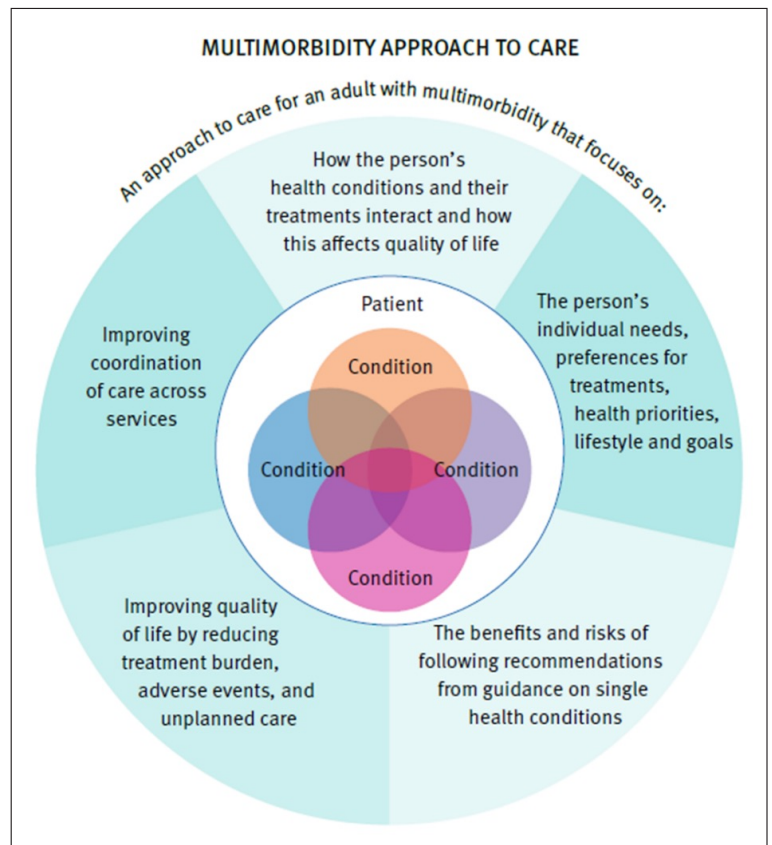 MULTIMORBIDITY APPROACH TO CARE
An approach to care for an adult with multimorbidity that focuses on:
How the person's
health conditions and their
treatments interact and how
this affects quality of life
The person's
individual needs,
preferences for
treatments,
health priorities,
lifestyle and goals
The benefits and risks of
following recommendations
from guidance on single
health conditions
Improving quality
of life by reducing
treatment burden,
adverse events, and
unplanned care
Improving
coordination
of care across
services
Patient
Condition
Condition
Condition
Condition